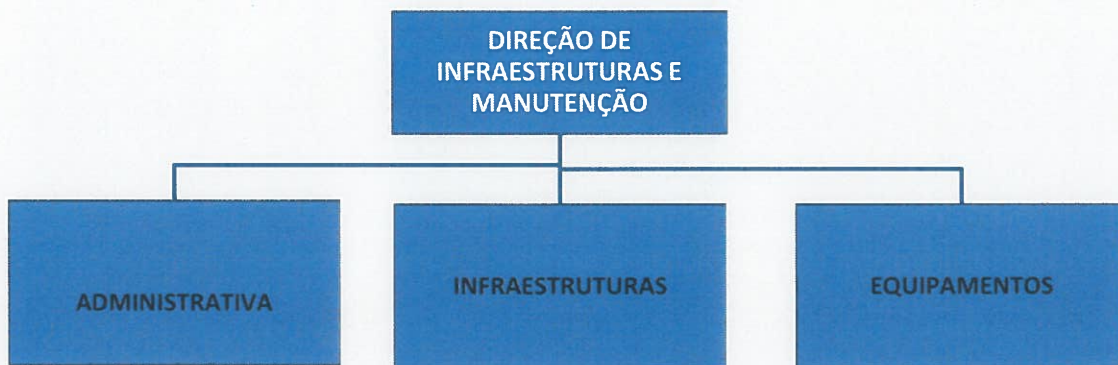 DIREÇÃO DE
INFRAESTRUTURAS E
MANUTENÇÃO
ADMINISTRATIVA
INFRAESTRUTURAS
EQUIPAMENTOS